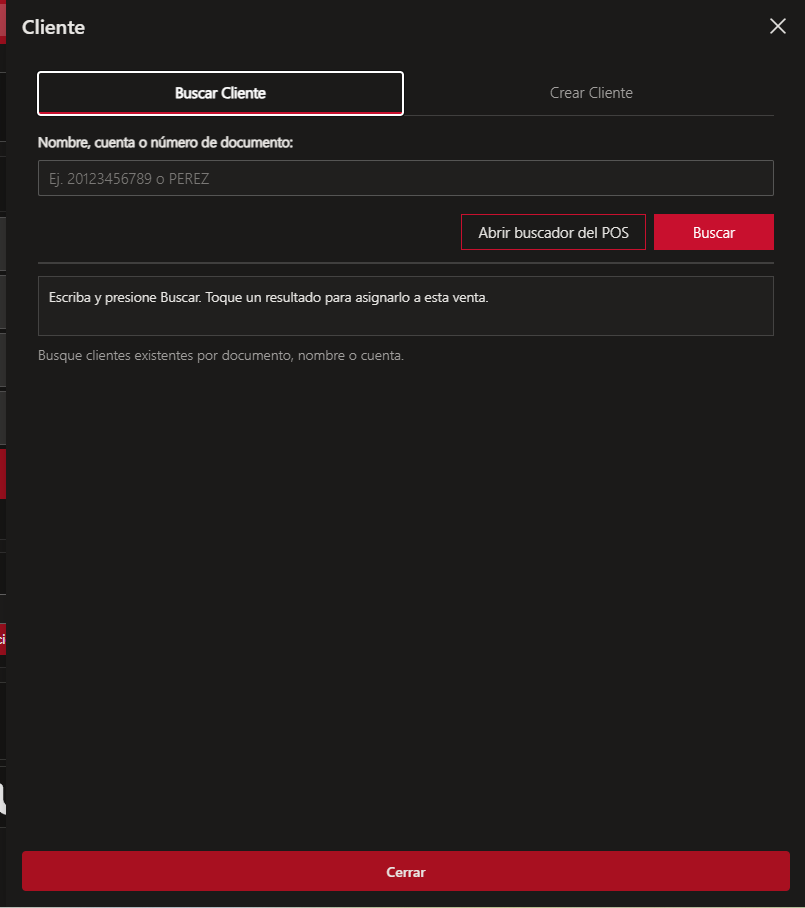 Cliente
Buscar Cliente
Crear Cliente
Nombre, cuenta o número de documento:
Ej. 20123456789 o PEREZ
Abrir buscador del POS
Buscar
Escriba y presione Buscar. Toque un resultado para asignarlo a esta venta.
Busque clientes existentes por documento, nombre o cuenta.
Cerrar